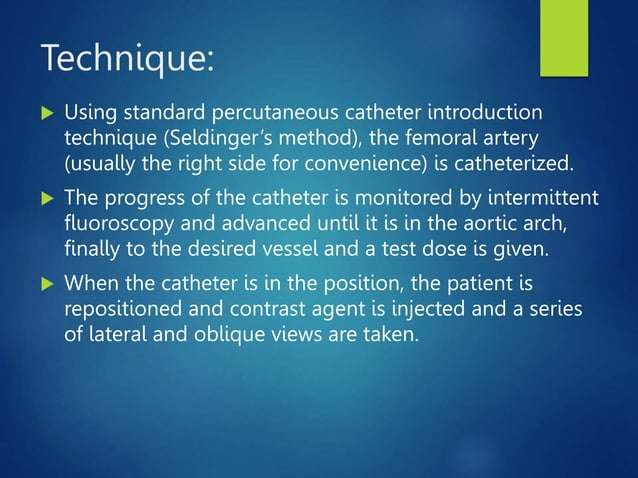 Technique:
Using standard percutaneous catheter introduction
technique (Seldinger‘s method), the femoral artery
(usually the right side for convenience) is catheterized.
The progress of the catheter is monitored by intermittent
fluoroscopy and advanced until it is in the aortic arch,
finally to the desired vessel and a test dose is given.
When the catheter is in the position, the patient is
repositioned and contrast agent is injected and a series
of lateral and oblique views are taken.